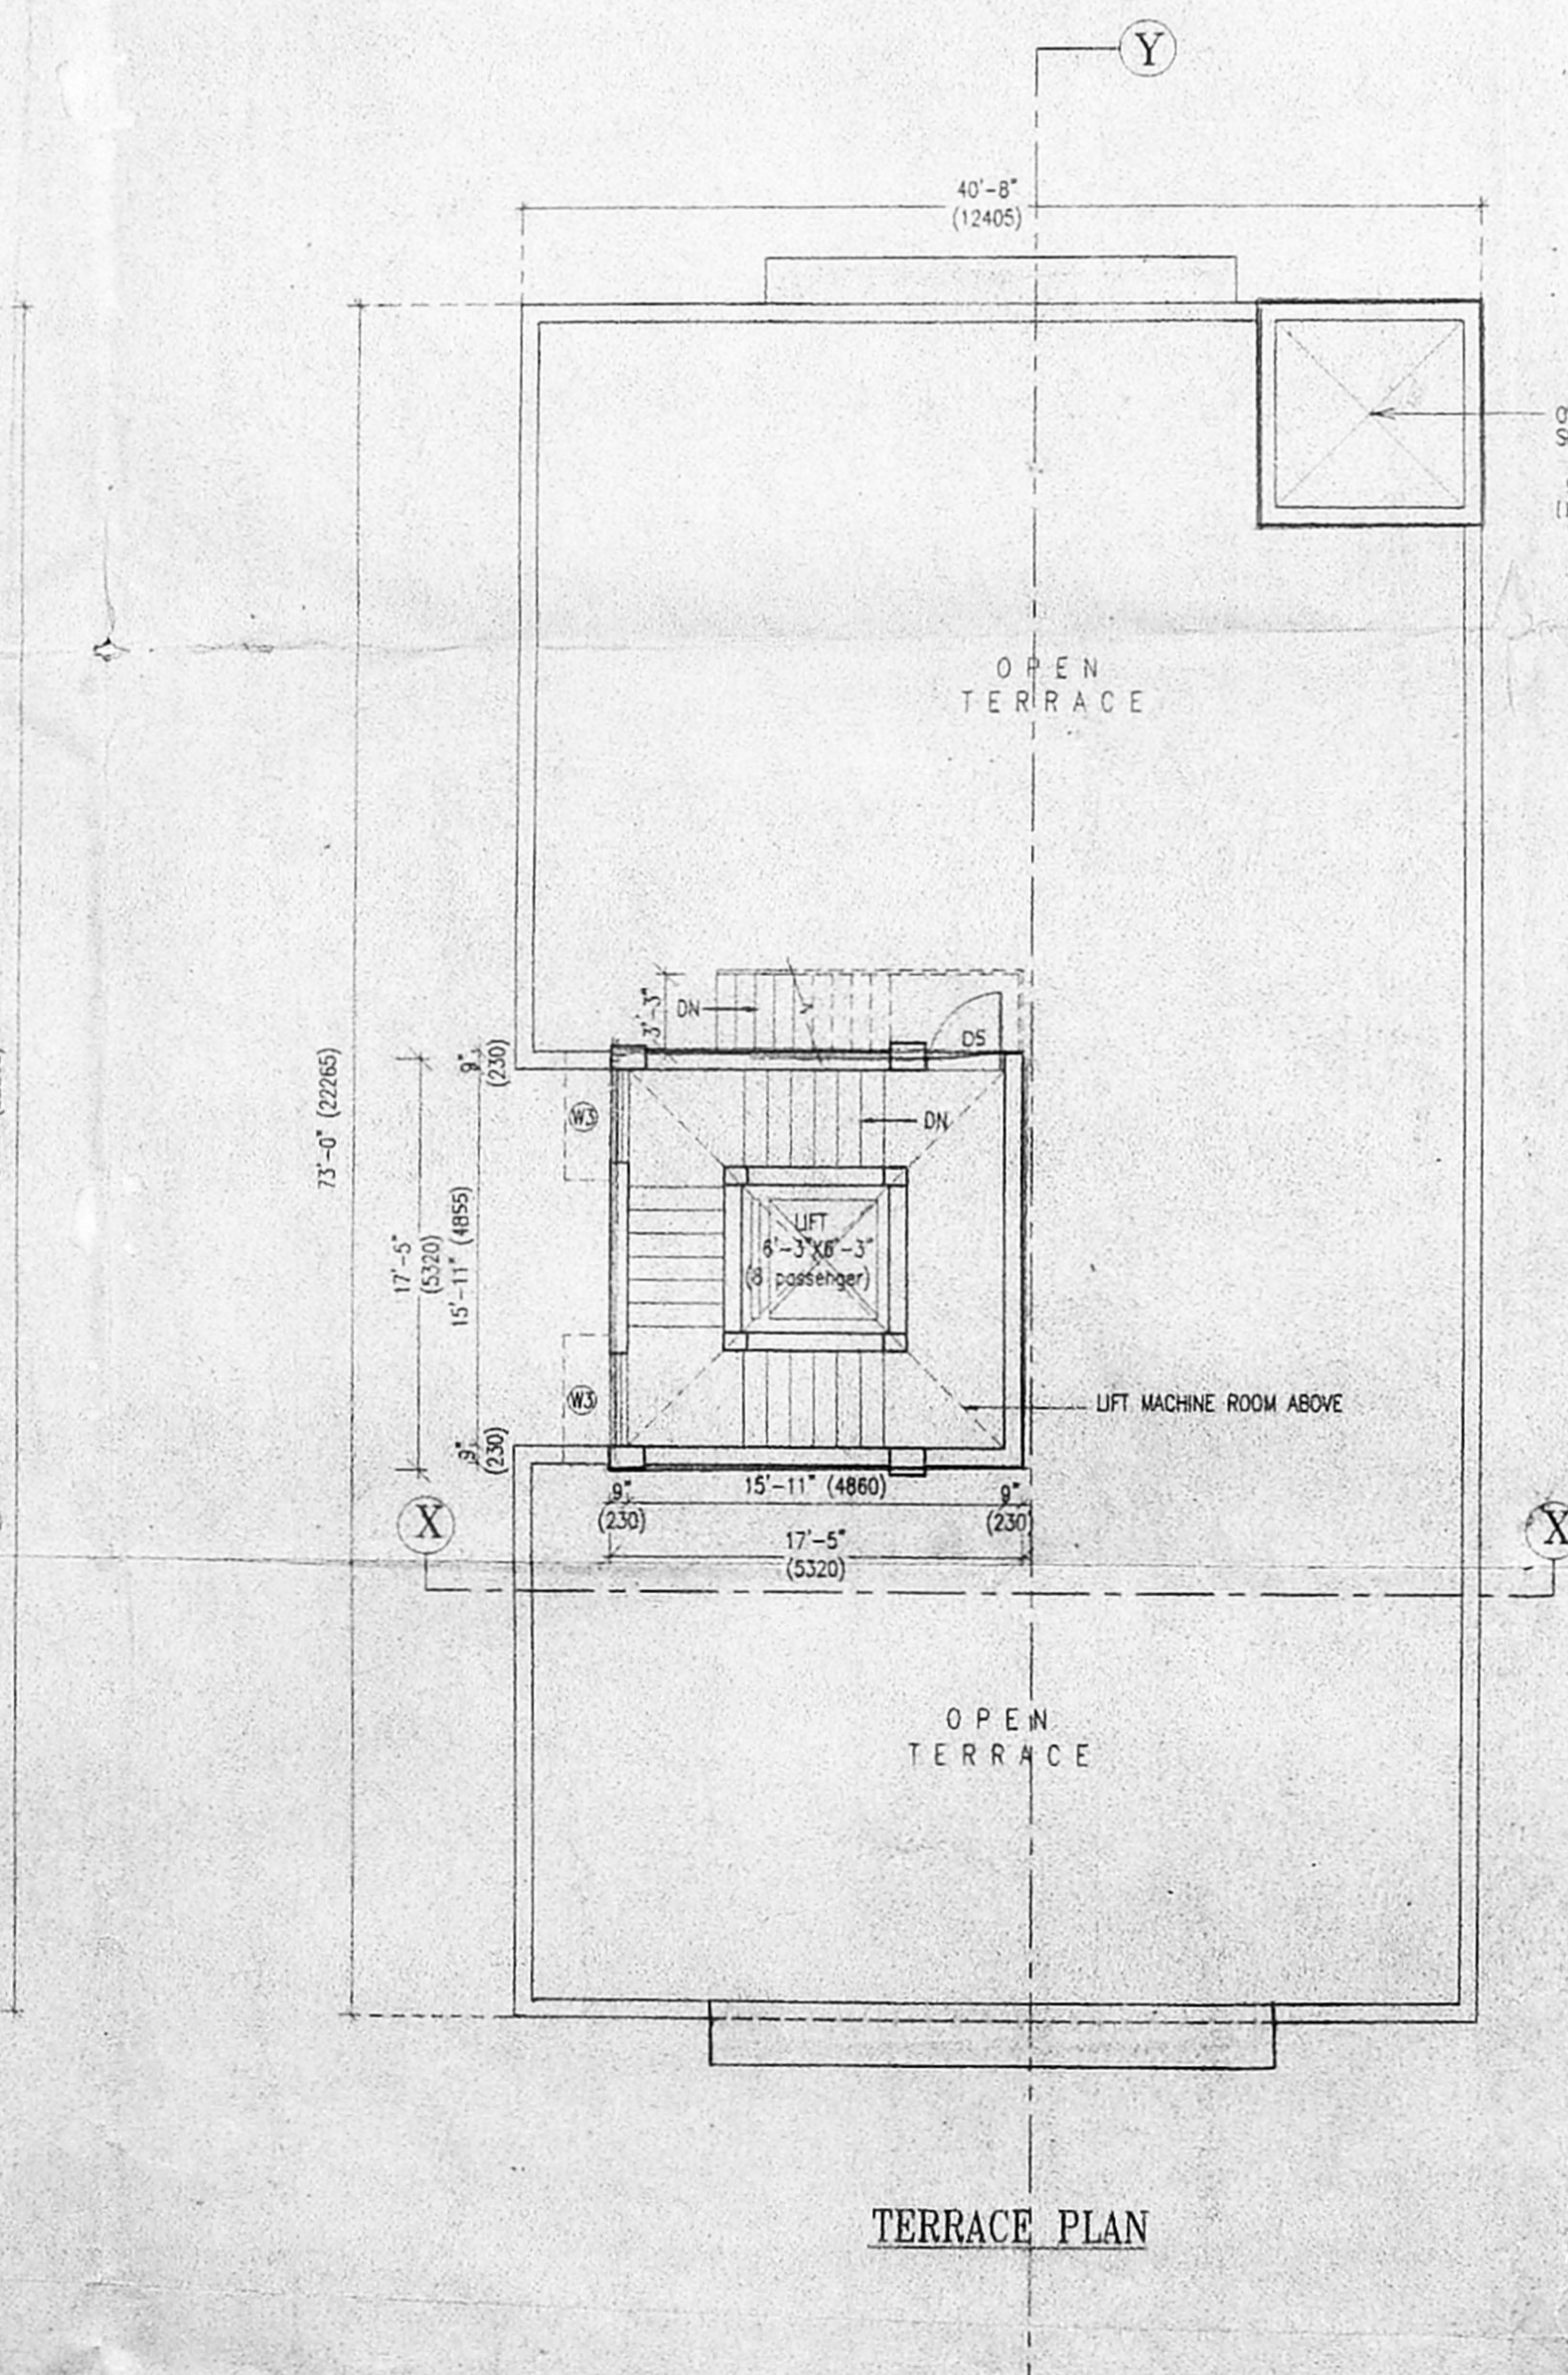 Y
40'-8"
(12405)
OPEN
TERRACE
3'-3"
DN
D5
9"
(230)
W3
DN
73'-0" (22265)
17'-5"
(5320)
15'-11" (4855)
LIFT
6'-3"X6'-3"
(8 passenger)
W3
LIFT MACHINE ROOM ABOVE
9"
(230)
15'-11" (4860)
9"
(230)
9"
(230)
17'-5"
(5320)
X
X
OPEN
TERRACE
TERRACE PLAN